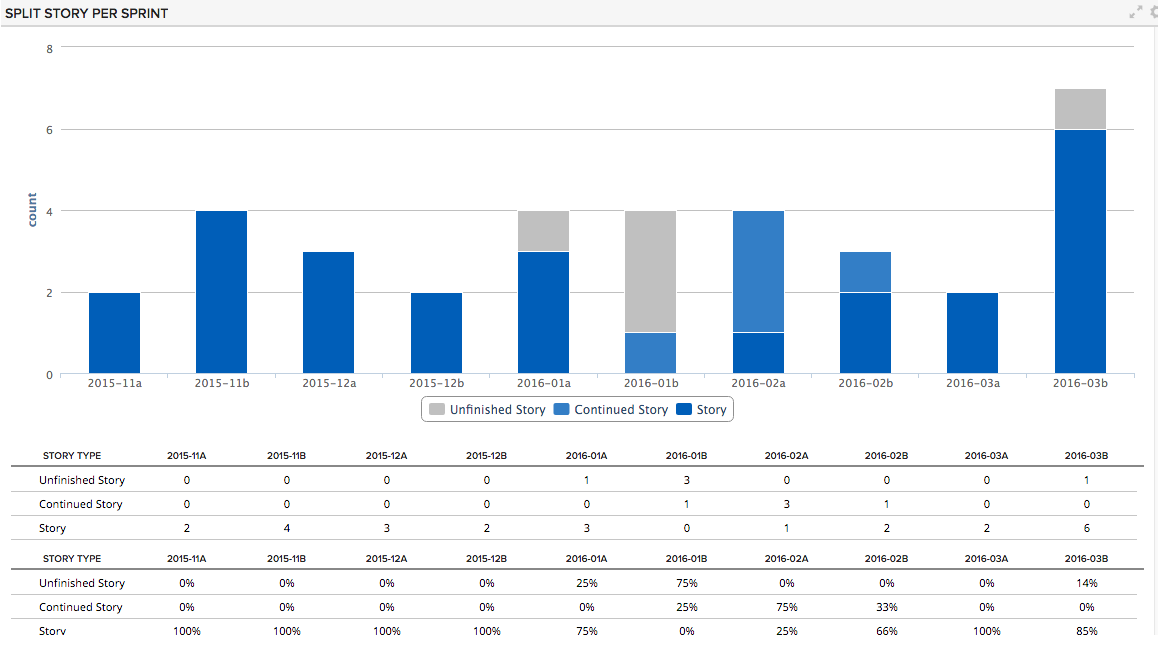 SPLIT STORY PER SPRINT
8
6
4
2
0
count
2015-11a 2015-11b 2015-12a 2015-12b 2016-01a 2016-01b 2016-02a 2016-02b 2016-03a 2016-03b
Unfinished Story Continued Story Story
STORY TYPE 2015-11A 2015-11B 2015-12A 2015-12B 2016-01A 2016-01B 2016-02A 2016-02B 2016-03A 2016-03B
Unfinished Story 0 0 0 0 1 3 0 0 0 1
Continued Story 0 0 0 0 0 1 3 1 0 0
Story 2 4 3 2 3 0 1 2 2 6
STORY TYPE 2015-11A 2015-11B 2015-12A 2015-12B 2016-01A 2016-01B 2016-02A 2016-02B 2016-03A 2016-03B
Unfinished Story 0% 0% 0% 0% 25% 75% 0% 0% 0% 14%
Continued Story 0% 0% 0% 0% 0% 25% 75% 33% 0% 0%
Story 100% 100% 100% 100% 75% 0% 25% 66% 100% 85%